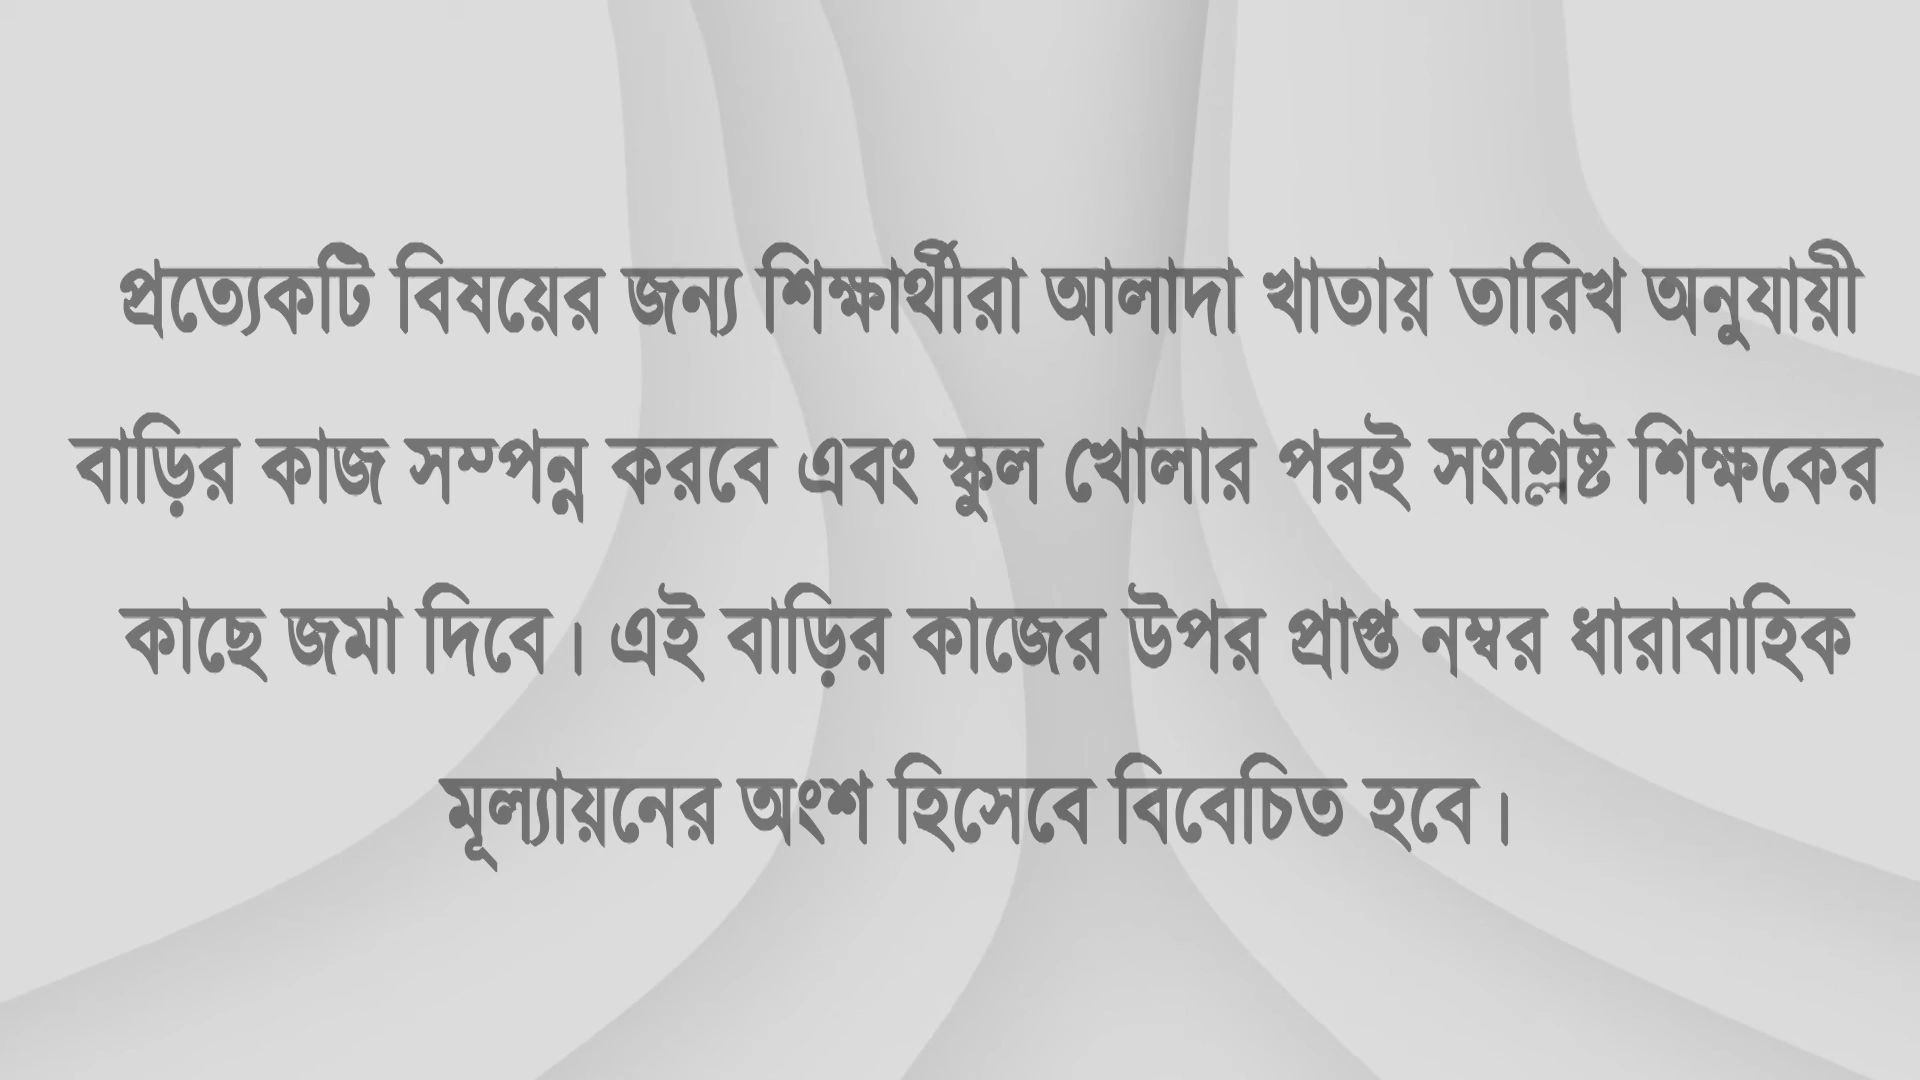 প্রত্যেকটি বিষয়ের জন্য শিক্ষার্থীরা আলাদা খাতায় তারিখ অনুযায়ী
বাড়ির কাজ সম্পন্ন করবে এবং স্কুল খোলার পরই সংশ্লিষ্ট শিক্ষকের
কাছে জমা দিবে। এই বাড়ির কাজের উপর প্রাপ্ত নম্বর ধারাবাহিক
মূল্যায়নের অংশ হিসেবে বিবেচিত হবে।